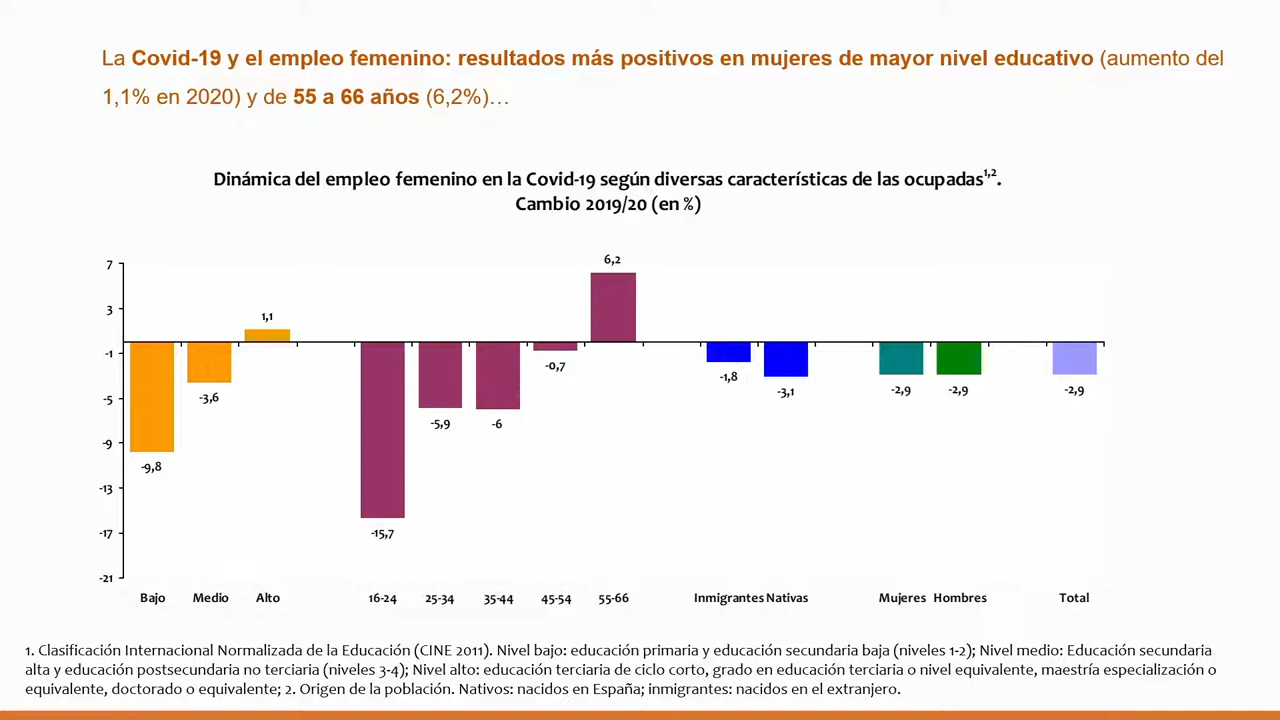 La Covid-19 y el empleo femenino: resultados más positivos en mujeres de mayor nivel educativo (aumento del
1,1% en 2020) y de 55 a 66 años (6,2%)…
Dinámica del empleo femenino en la Covid-19 según diversas características de las ocupadas1,2.
Cambio 2019/20 (en %)
7
3
-1
-5
-9
-13
-17
-21
-9,8
-3,6
1,1
-15,7
-5,9
-6
-0,7
6,2
-1,8
-3,1
-2,9
-2,9
-2,9
Bajo Medio Alto 16-24 25-34 35-44 45-54 55-66 Inmigrantes Nativas Mujeres Hombres Total
1. Clasificación Internacional Normalizada de la Educación (CINE 2011). Nivel bajo: educación primaria y educación secundaria baja (niveles 1-2); Nivel medio: Educación secundaria
alta y educación postsecundaria no terciaria (niveles 3-4); Nivel alto: educación terciaria de ciclo corto, grado en educación terciaria o nivel equivalente, maestría especialización o
equivalente, doctorado o equivalente; 2. Origen de la población. Nativos: nacidos en España; inmigrantes: nacidos en el extranjero.